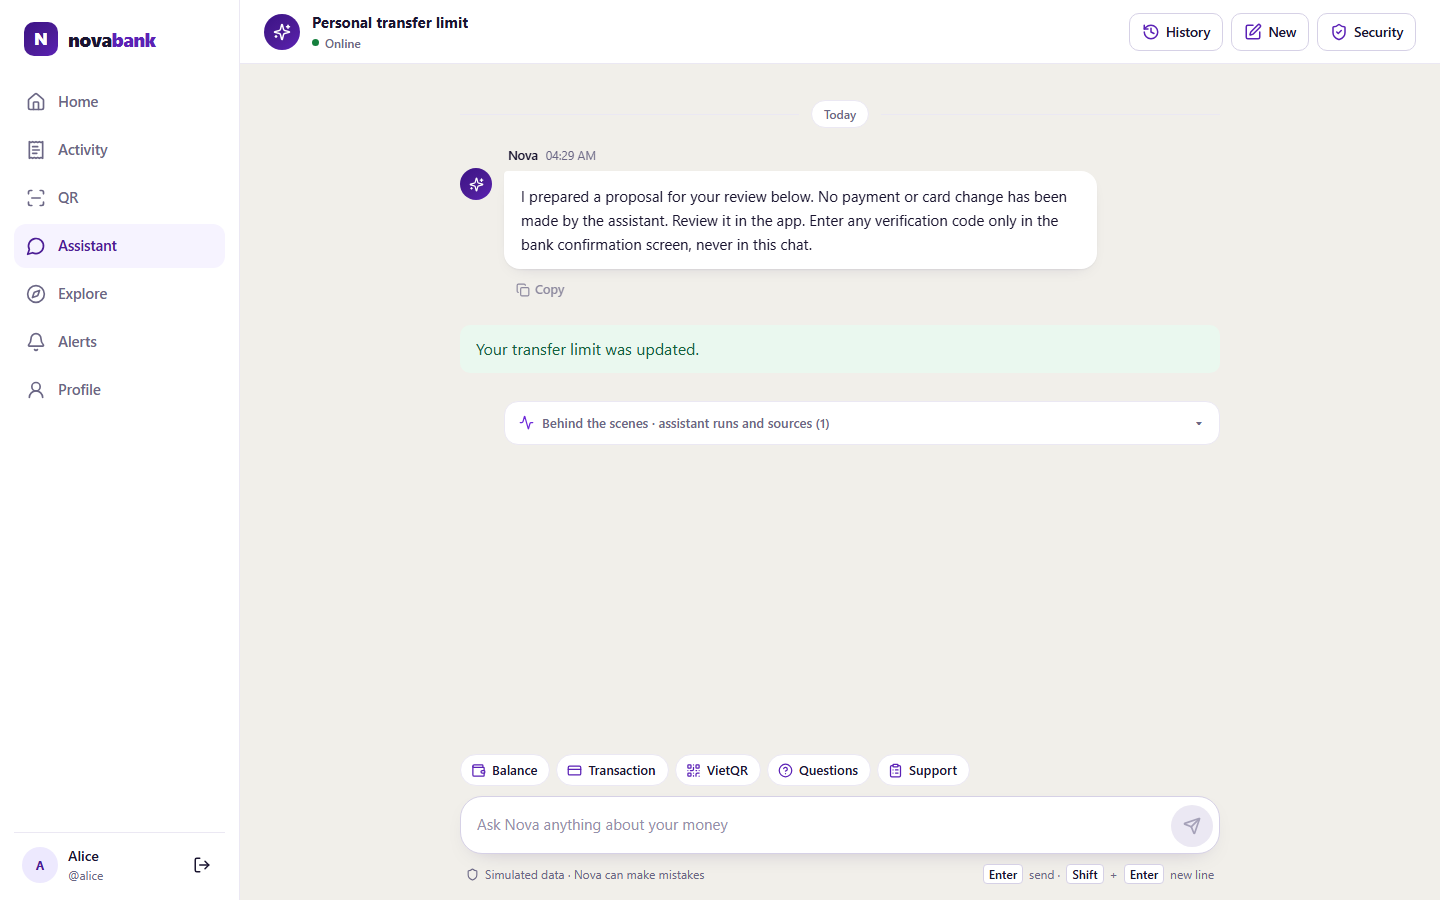 N novabank
Home
Activity
QR
Assistant
Explore
Alerts
Profile
A
Alice
@alice
Personal transfer limit
Online
History
New
Security
Today
Nova 04:29 AM
I prepared a proposal for your review below. No payment or card change has been
made by the assistant. Review it in the app. Enter any verification code only in the
bank confirmation screen, never in this chat.
Copy
Your transfer limit was updated.
Behind the scenes · assistant runs and sources (1)
Balance
Transaction
VietQR
Questions
Support
Ask Nova anything about your money
Simulated data · Nova can make mistakes
Enter send · Shift + Enter new line